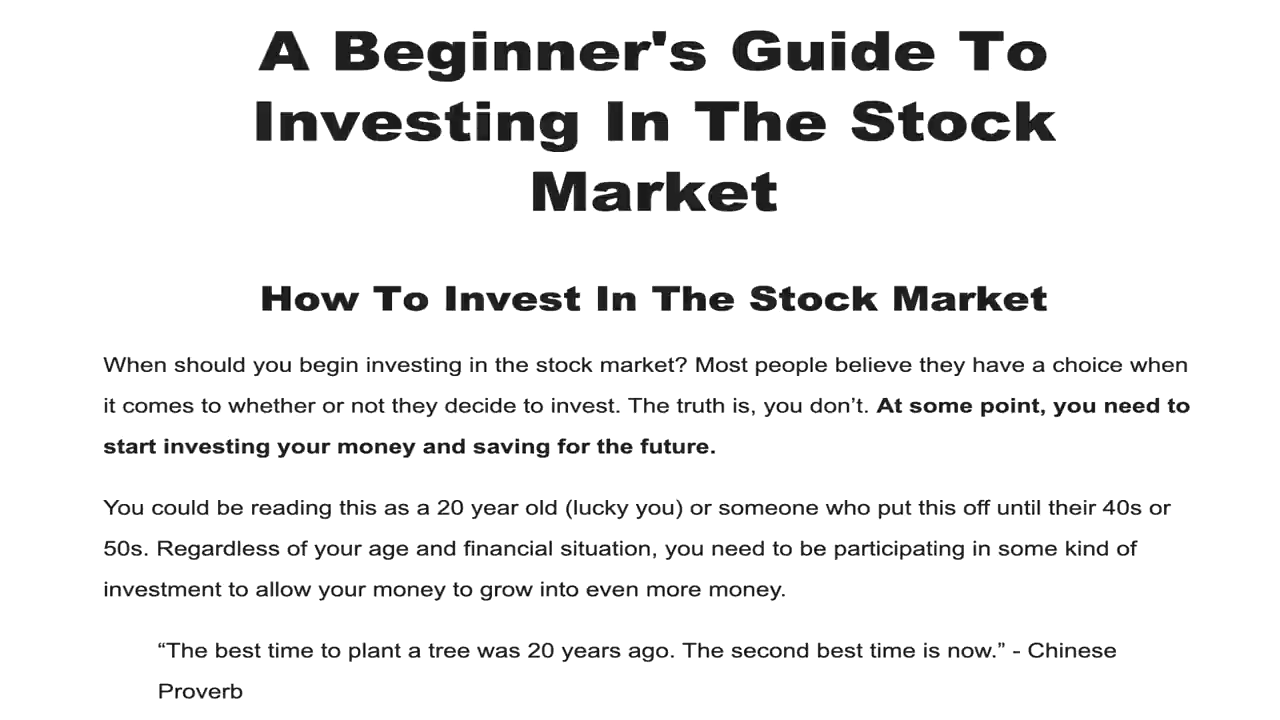 A Beginner's Guide To
Investing In The Stock
Market
How To Invest In The Stock Market
When should you begin investing in the stock market? Most people believe they have a choice when
it comes to whether or not they decide to invest. The truth is, you don’t. At some point, you need to
start investing your money and saving for the future.
You could be reading this as a 20 year old (lucky you) or someone who put this off until their 40s or
50s. Regardless of your age and financial situation, you need to be participating in some kind of
investment to allow your money to grow into even more money.
“The best time to plant a tree was 20 years ago. The second best time is now.” - Chinese
Proverb